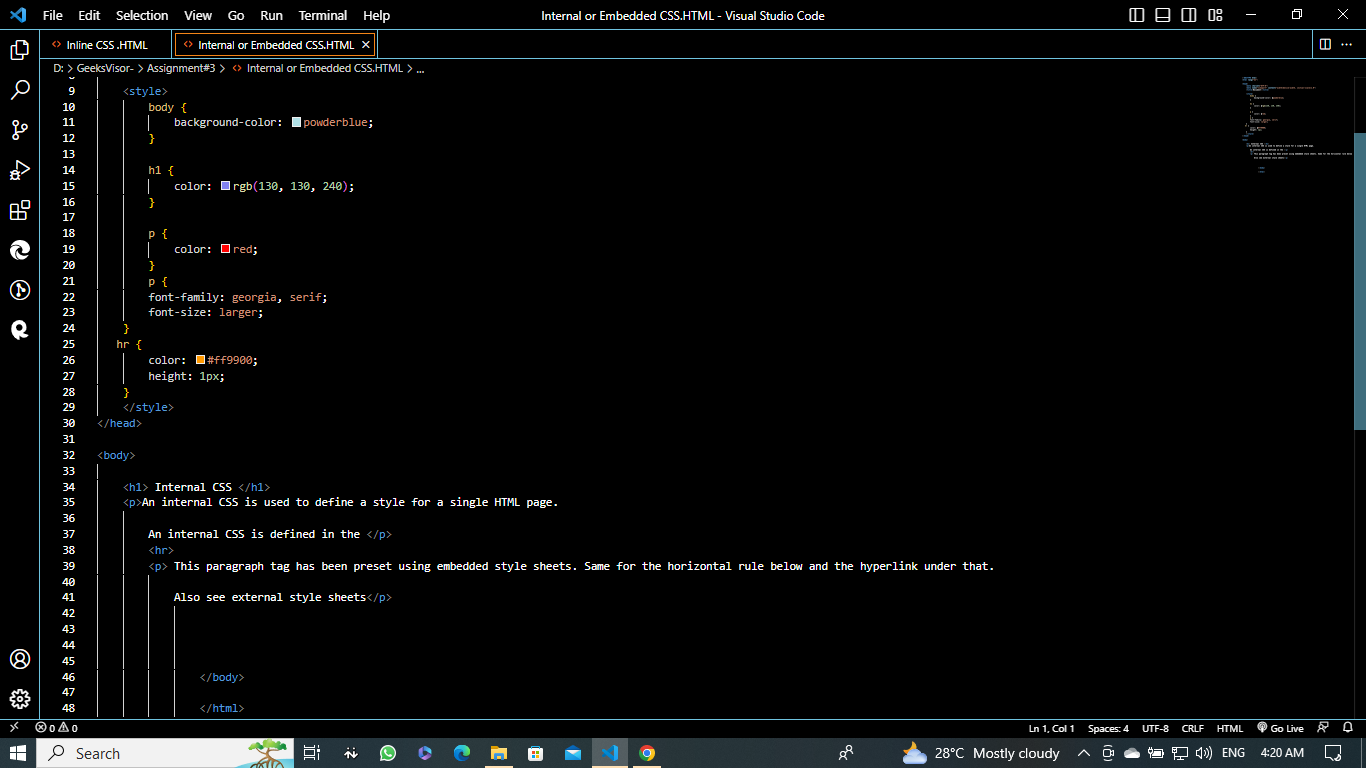 File Edit Selection View Go Run Terminal Help Internal or Embedded CSS.HTML - Visual Studio Code
Inline CSS .HTML Internal or Embedded CSS.HTML
D: > GeeksVisor- > Assignment#3 > Internal or Embedded CSS.HTML > ...
9 <style>
10 body {
11 background-color: powderblue;
12 }
13
14 h1 {
15 color: rgb(130, 130, 240);
16 }
17
18 p {
19 color: red;
20 }
21 p {
22 font-family: georgia, serif;
23 font-size: larger;
24 }
25 hr {
26 color: #ff9900;
27 height: 1px;
28 }
29 </style>
30 </head>
31
32 <body>
33
34 <h1> Internal CSS </h1>
35 <p>An internal CSS is used to define a style for a single HTML page.
36
37 An internal CSS is defined in the </p>
38 <hr>
39 <p> This paragraph tag has been preset using embedded style sheets. Same for the horizontal rule below and the hyperlink under that.
40
41 Also see external style sheets</p>
42
43
44
45
46 </body>
47
48 </html>
0 0 Ln 1, Col 1 Spaces: 4 UTF-8 CRLF HTML Go Live
Search 28°C Mostly cloudy ENG 4:20 AM